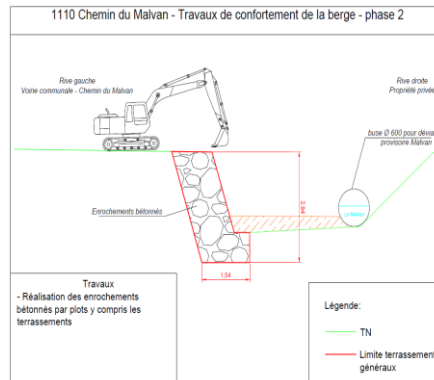 1110 Chemin du Malvan - Travaux de confortement de la berge - phase 2
Rive gauche
Voirie communale - Chemin du Malvan
Rive droite
Propriété privée
buse Ø 600 pour dévia
provisoire Malvan
Le Malvan
Enrochements bétonnés
2,94
1,54
Travaux
- Réalisation des enrochements
bétonnés par plots y compris les
terrassements
Légende:
TN
Limite terrassement
généraux